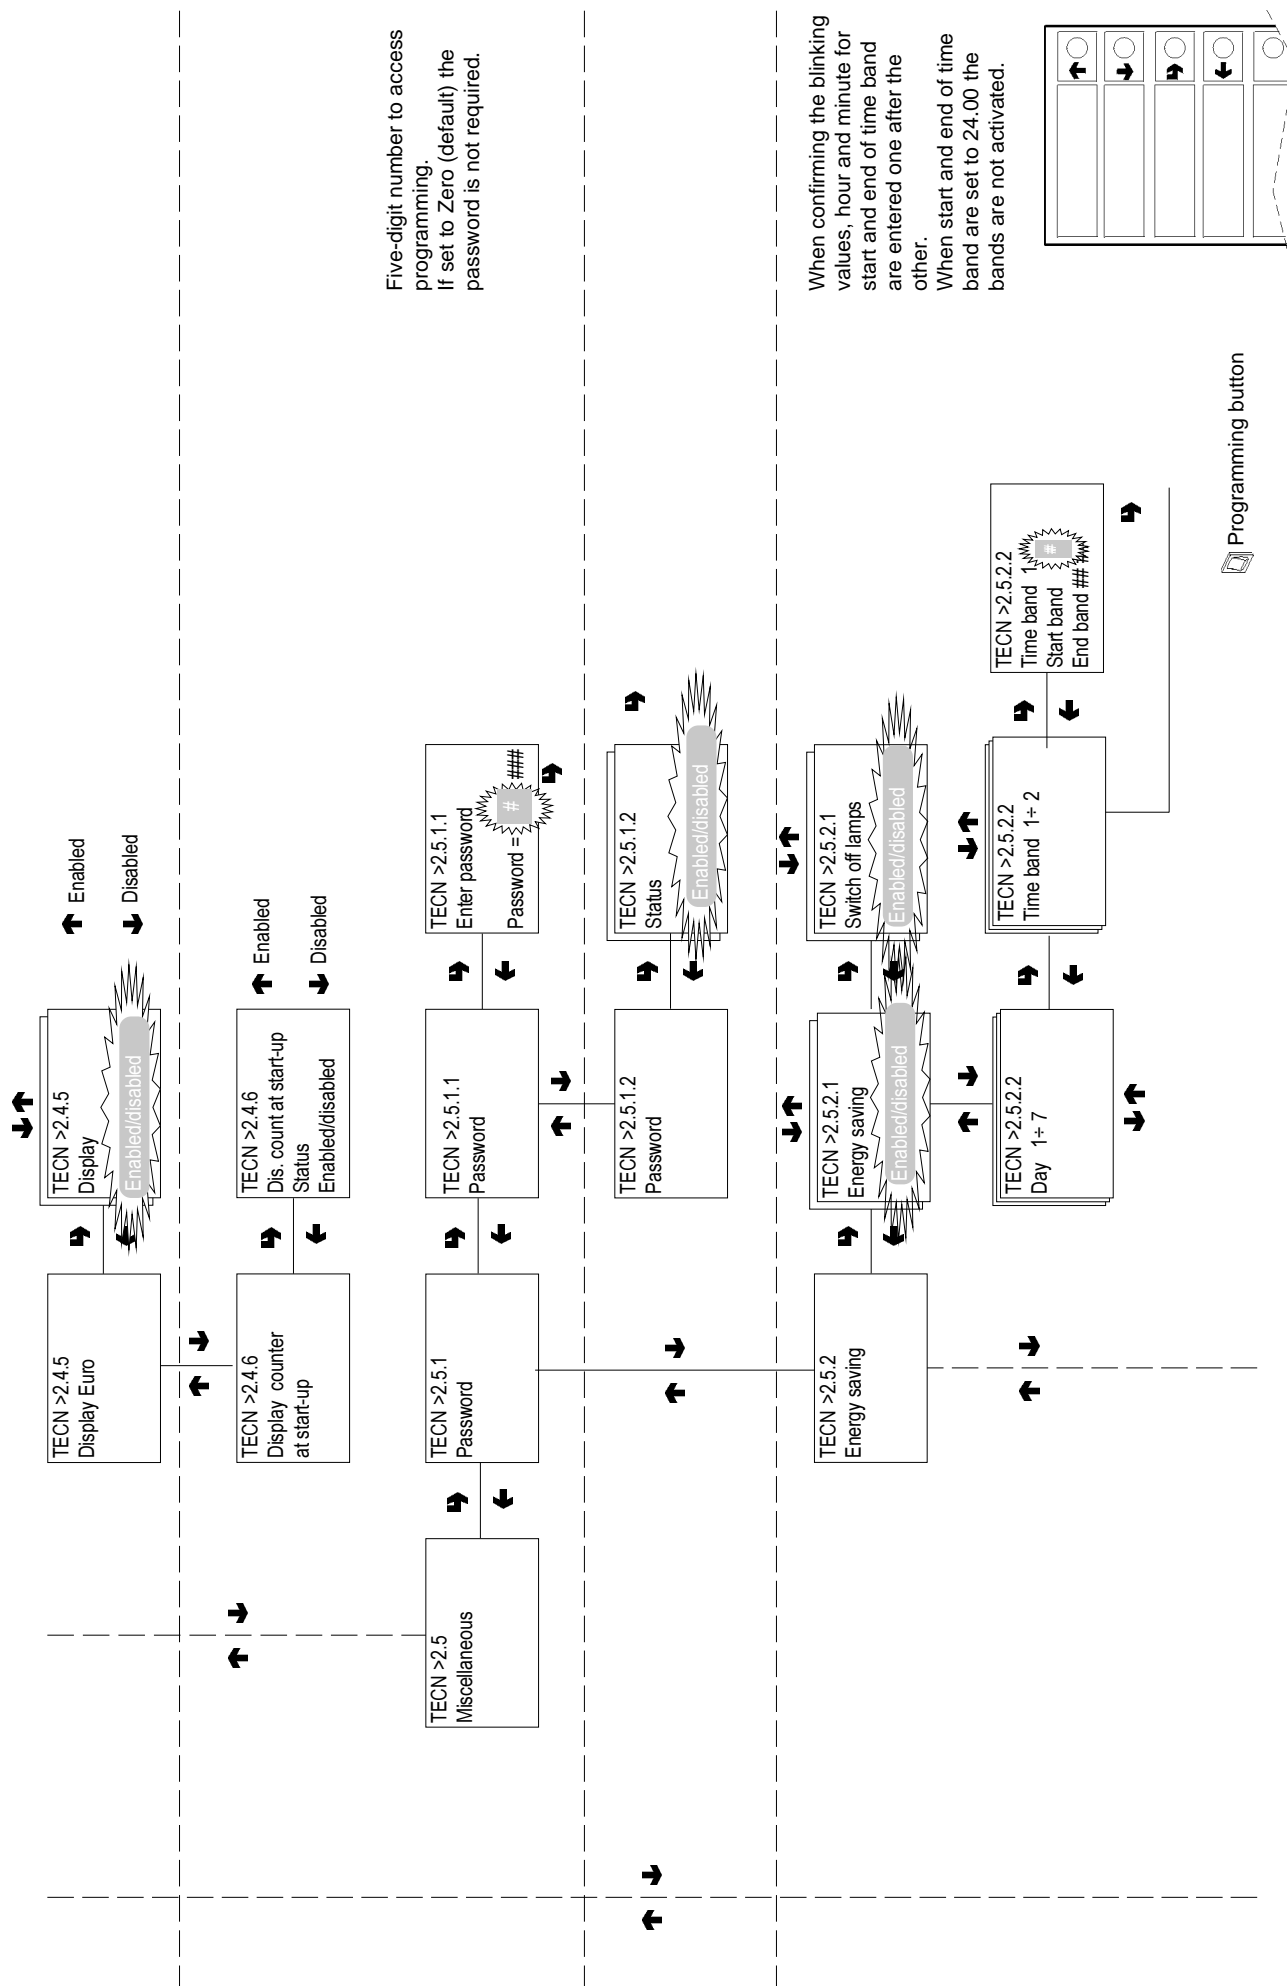 TECN >2.4.5
Display Euro
TECN >2.4.5
Display
Enabled/disabled
Enabled
Disabled
TECN >2.4.6
Display counter
at start-up
TECN >2.4.6
Dis. count at start-up
Status
Enabled/disabled
Enabled
Disabled
TECN >2.5
Miscellaneous
TECN >2.5.1
Password
TECN >2.5.1.1
Password
TECN >2.5.1.1
Enter password
Password = # ###
Five-digit number to access
programming.
If set to Zero (default) the
password is not required.
TECN >2.5.1.2
Password
TECN >2.5.1.2
Status
Enabled/disabled
TECN >2.5.2
Energy saving
TECN >2.5.2.1
Energy saving
Enabled/disabled
TECN >2.5.2.1
Switch off lamps
Enabled/disabled
When confirming the blinking
values, hour and minute for
start and end of time band
are entered one after the
other.
When start and end of time
band are set to 24.00 the
bands are not activated.
TECN >2.5.2.2
Day 1÷ 7
TECN >2.5.2.2
Time band 1÷ 2
TECN >2.5.2.2
Time band 1
Start band #
End band ## #
Programming button